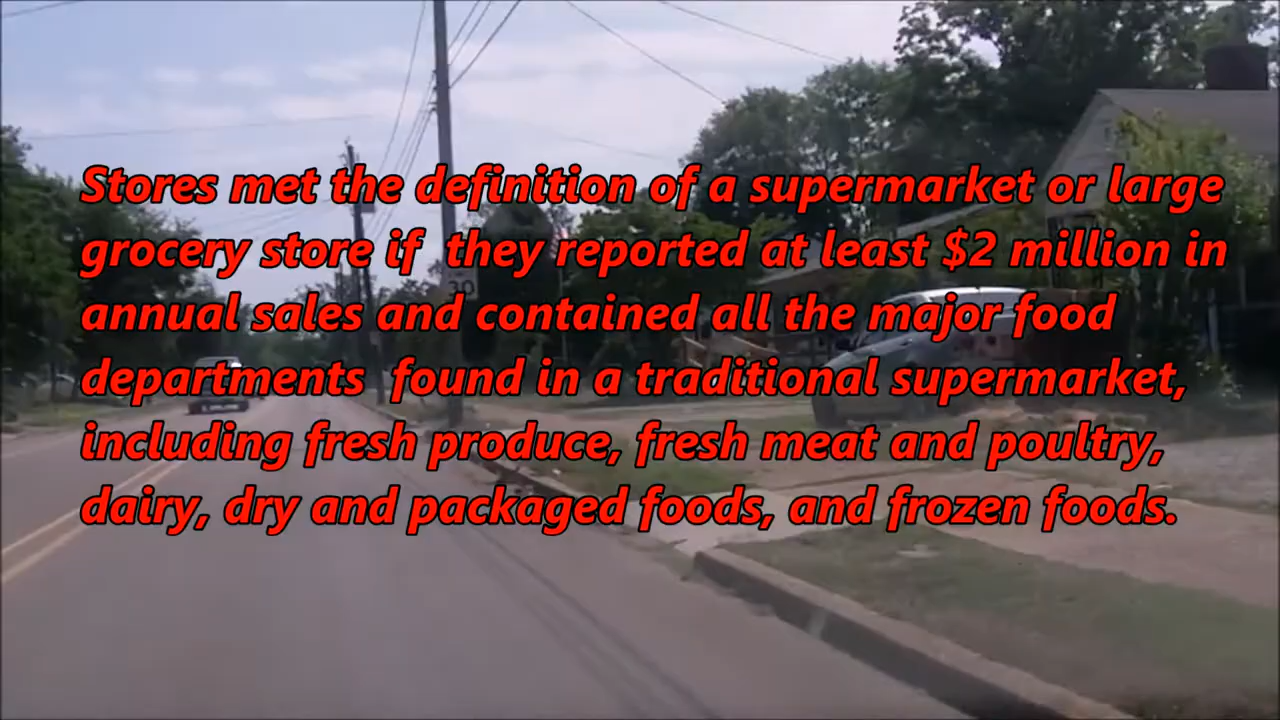 Stores met the definition of a supermarket or large
grocery store if  they reported at least $2 million in
annual sales and contained all the major food
departments  found in a traditional supermarket,
including fresh produce, fresh meat and poultry,
dairy, dry and packaged foods, and frozen foods.
30